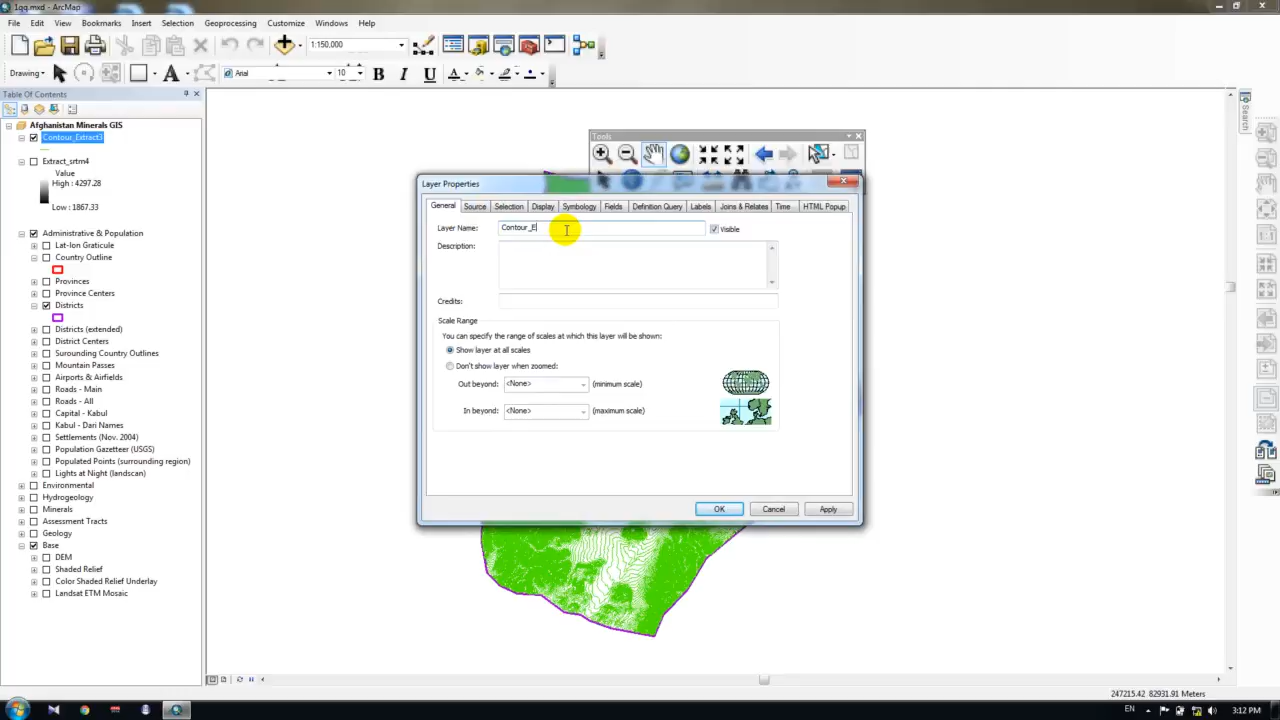 1gq.mxd - ArcMap
File Edit View Bookmarks Insert Selection Geoprocessing Customize Windows Help
1:150,000
Drawing Arial 10 B I U A
Table Of Contents
Search
Afghanistan Minerals GIS
Contour_Extract3
Extract_srtm4
Value
High : 4297.28
Low : 1867.33
Administrative & Population
Lat-lon Graticule
Country Outline
Provinces
Province Centers
Districts
Districts (extended)
District Centers
Surrounding Country Outlines
Mountain Passes
Airports & Airfields
Roads - Main
Roads - All
Capital - Kabul
Kabul - Dari Names
Settlements (Nov. 2004)
Population Gazetteer (USGS)
Populated Points (surrounding region)
Lights at Night (landscan)
Environmental
Hydrogeology
Minerals
Assessment Tracts
Geology
Base
DEM
Shaded Relief
Color Shaded Relief Underlay
Landsat ETM Mosaic
Tools
Layer Properties
General Source Selection Display Symbology Fields Definition Query Labels Joins & Relates Time HTML Popup
Layer Name: Contour_E Visible
Description:
Credits:
Scale Range
You can specify the range of scales at which this layer will be shown:
Show layer at all scales
Don't show layer when zoomed:
Out beyond: <None> (minimum scale)
In beyond: <None> (maximum scale)
OK Cancel Apply
247215.42 82931.91 Meters
EN 3:12 PM